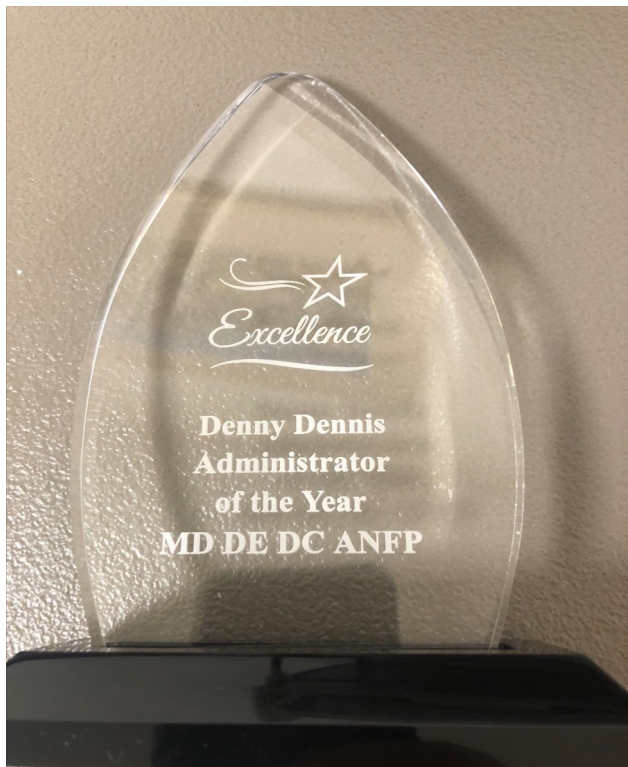 Excellence
Denny Dennis
Administrator
of the Year
MD DE DC ANFP